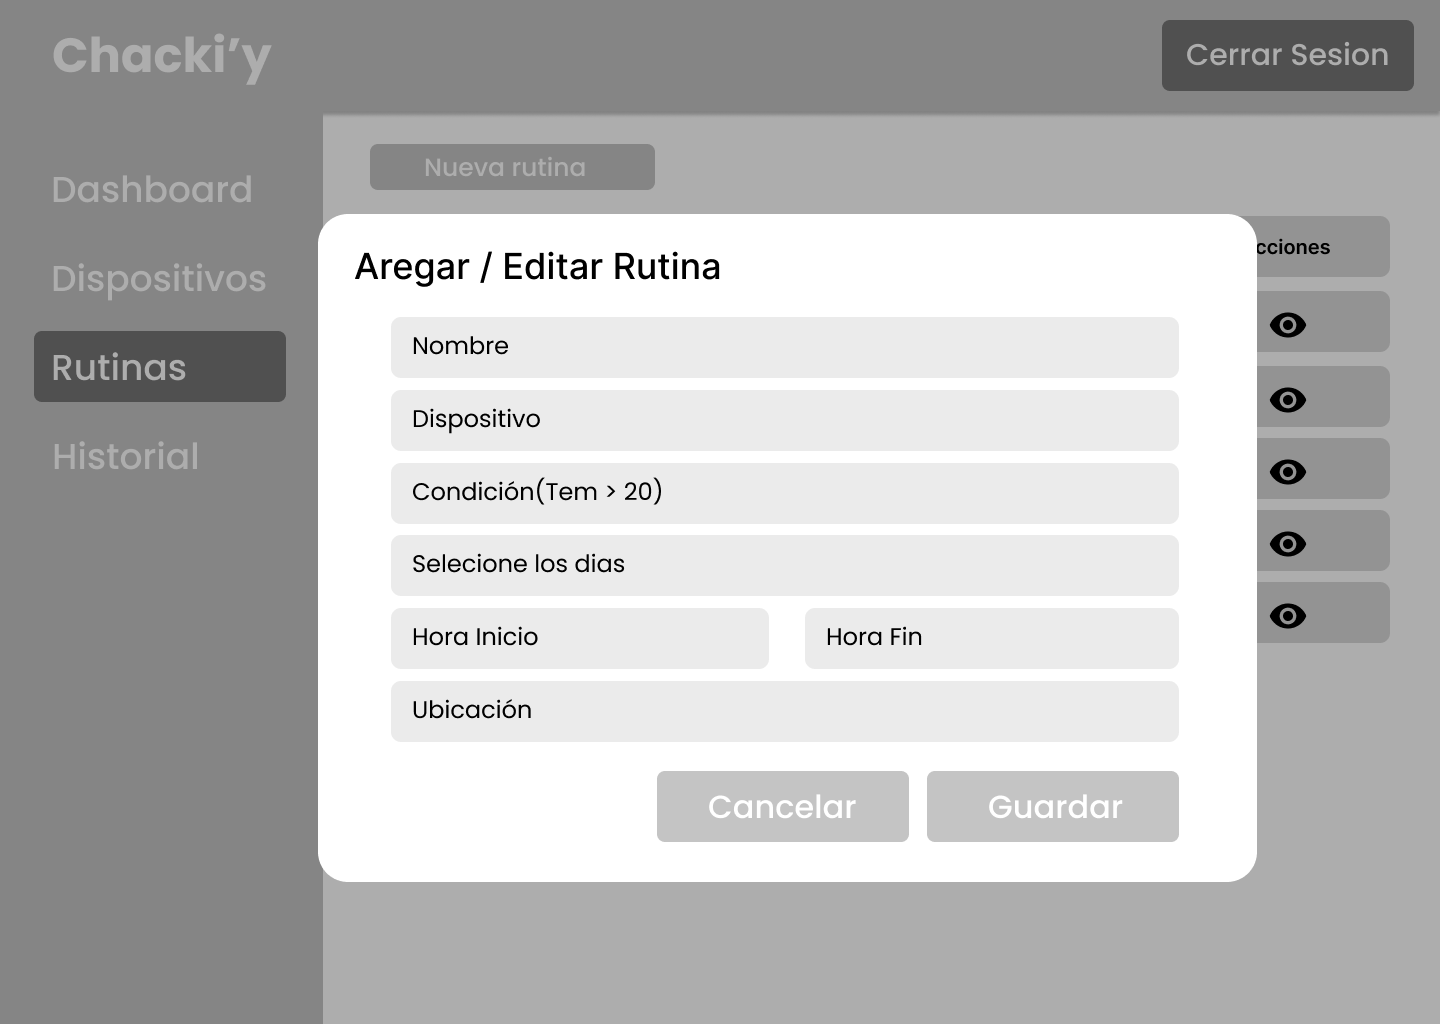 Chacki’y
Cerrar Sesion
Dashboard
Dispositivos
Rutinas
Historial
Nueva rutina
Aregar / Editar Rutina
Nombre
Dispositivo
Condición(Tem > 20)
Selecione los dias
Hora Inicio
Hora Fin
Ubicación
Cancelar
Guardar
cciones